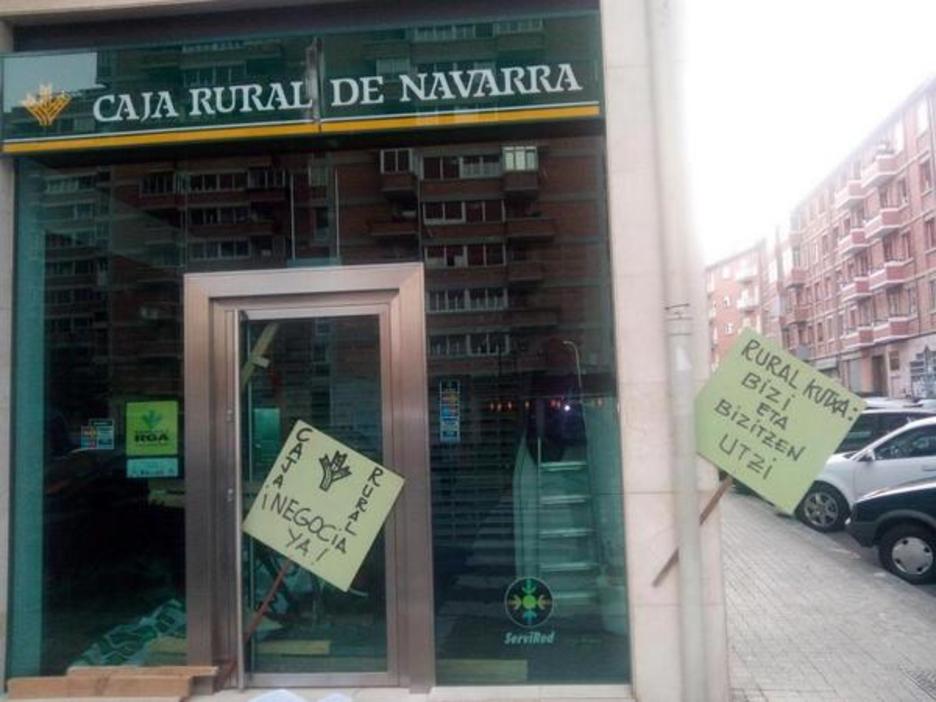 CAJA RURAL DE NAVARRA
RGA
CAJA
RURAL
¡NEGOCIA
YA!
RURAL KUTXA:
BIZI
ETA
BIZITZEN
UTZI
ServiRed